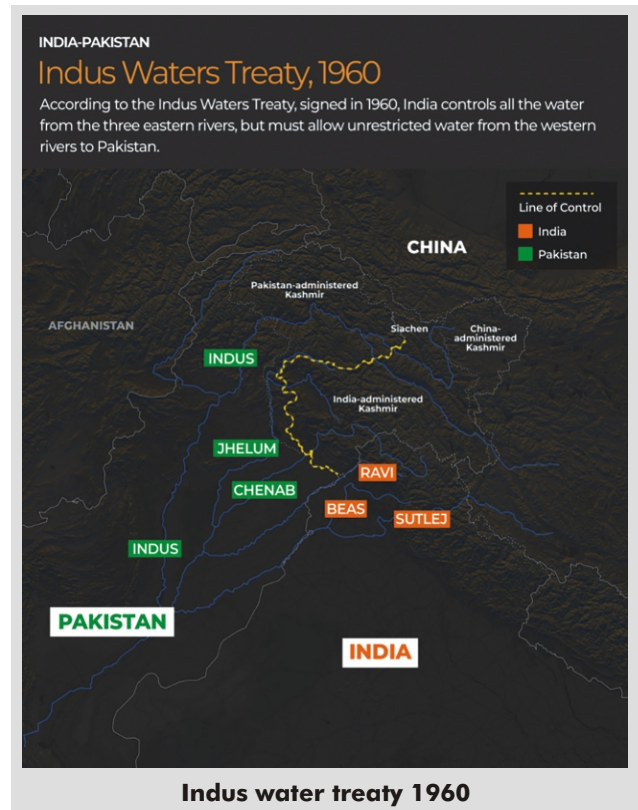 INDIA-PAKISTAN
Indus Waters Treaty, 1960
According to the Indus Waters Treaty, signed in 1960, India controls all the water
from the three eastern rivers, but must allow unrestricted water from the western
rivers to Pakistan.
Line of Control
India
Pakistan
CHINA
Pakistan-administered
Kashmir
AFGHANISTAN
Siachen
China-
administered
Kashmir
INDUS
India-administered
Kashmir
JHELUM
RAVI
CHENAB
BEAS
SUTLEJ
INDUS
PAKISTAN
INDIA
Indus water treaty 1960